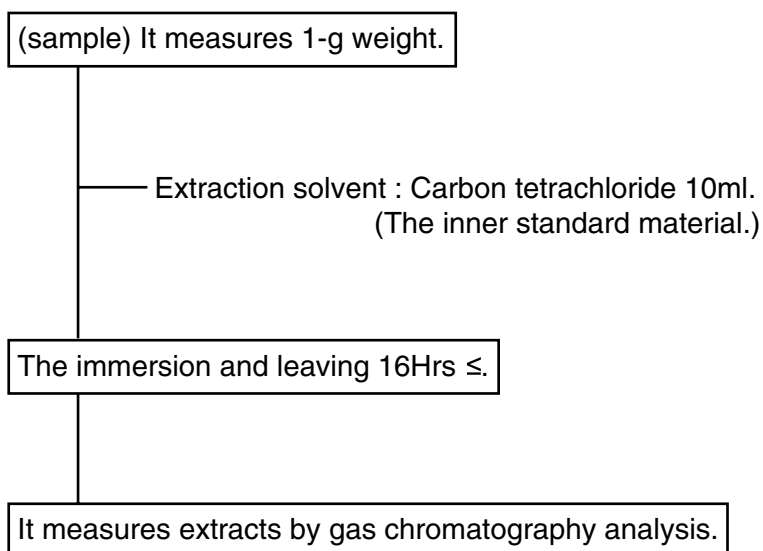 (sample) It measures 1-g weight.
Extraction solvent : Carbon tetrachloride 10ml.
(The inner standard material.)
The immersion and leaving 16Hrs ≤.
It measures extracts by gas chromatography analysis.